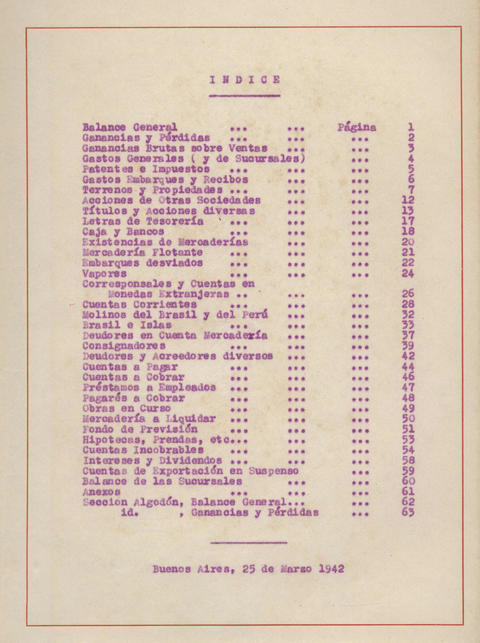 I N D I C E
Balance General ... ... Página 1
Ganancias y Pérdidas ... ... ... 2
Ganancias Brutas sobre Ventas ... ... 3
Gastos Generales ( y de Sucursales) ... 4
Patentes e Impuestos ... ... ... 5
Gastos Embarques y Recibos ... ... 6
Terrenos y Propiedades ... ... ... 7
Acciones de Otras Sociedades ... ... 12
Títulos y Acciones diversas ... ... 13
Letras de Tesorería ... ... ... 17
Caja y Bancos ... ... ... 18
Existencias de Mercaderías ... ... 20
Mercadería Flotante ... ... ... 21
Embarques desviados ... ... ... 22
Vapores ... ... ... 24
Corresponsales y Cuentas en
Monedas Extranjeras .. ... ... 26
Cuentas Corrientes ... ... ... 28
Molinos del Brasil y del Perú ... ... 32
Brasil e Islas ... ... ... 33
Deudores en Cuenta Mercadería ... ... 37
Consignadores ... ... ... 39
Deudores y Acreedores diversos ... ... 42
Cuentas a Pagar ... ... ... 44
Cuentas a Cobrar ... ... ... 46
Préstamos a Empleados ... ... ... 47
Pagarés a Cobrar ... ... ... 48
Obras en Curso ... ... ... 49
Mercadería a Liquidar ... ... ... 50
Fondo de Previsión ... ... ... 51
Hipotecas, Prendas, etc... ... ... 53
Cuentas Incobrables ... ... ... 54
Intereses y Dividendos ... ... ... 58
Cuentas de Exportación en Suspenso ... 59
Balance de las Sucursales ... ... 60
Anexos ... ... ... 61
Seccion Algodón, Balance General... ... 62
id. , Ganancias y Pérdidas ... 63
Buenos Aires, 25 de Marzo 1942